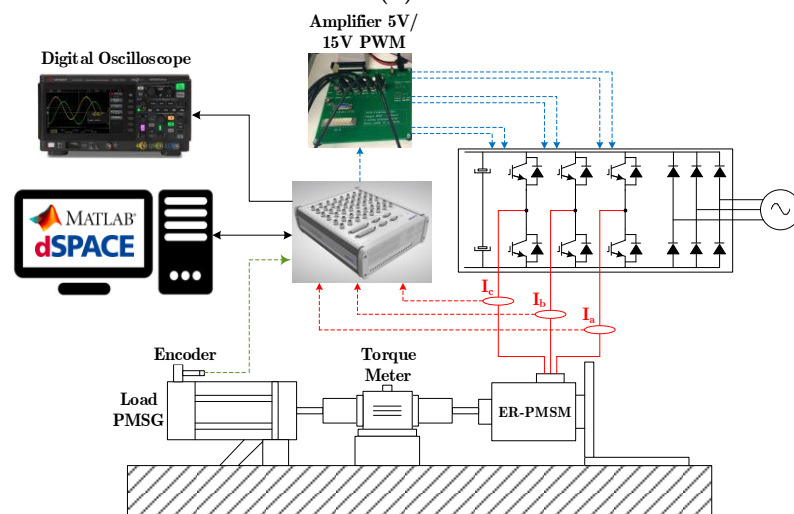 Amplifier 5V/
15V PWM
Digital Oscilloscope
MATLAB®
dSPACE
Ic
Ib
Ia
Encoder
Torque
Meter
Load
PMSG
ER-PMSM